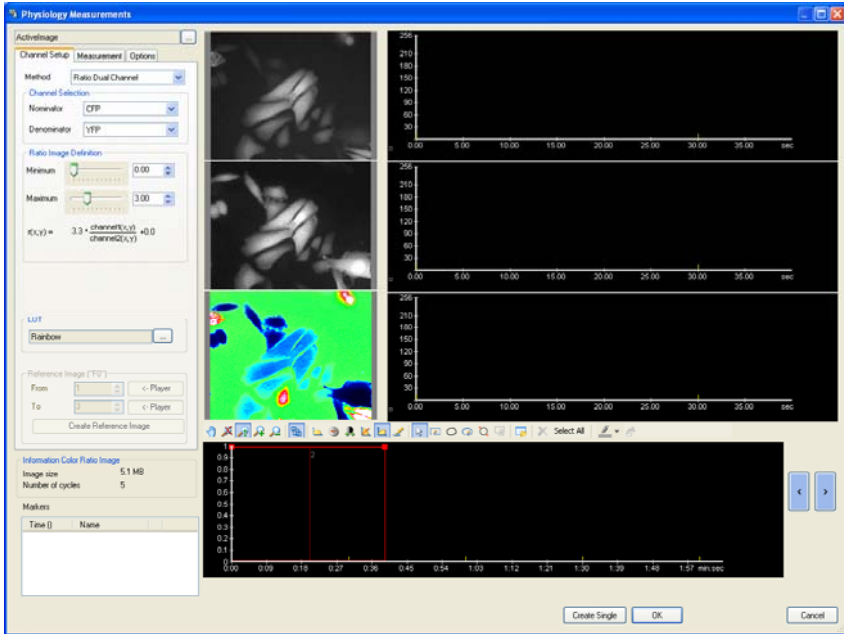 Physiology Measurements
ActiveImage ...
Channel Setup Measurement Options
Method Ratio Dual Channel
Channel Selection
Nominator CFP
Denominator YFP
Ratio Image Definition
Minimum 0.00
Maximum 3.00
r(x,y) = 3.3 * channel1(x,y) +0.0
channel2(x,y)
LUT
Rainbow ...
Reference Image ("F0")
From 1 <- Player
To 3 <- Player
Create Reference Image
Information Color Ratio Image
Image size 5.1 MB
Number of cycles 5
Markers
Time () Name
256
210
180
150
120
90
60
30
0.00 5.00 10.00 15.00 20.00 25.00 30.00 35.00 sec
256
210
180
150
120
90
60
30
0.00 5.00 10.00 15.00 20.00 25.00 30.00 35.00 sec
256
210
180
150
120
90
60
30
0.00 5.00 10.00 15.00 20.00 25.00 30.00 35.00 sec
Select All
1
0.9
0.8
0.7
0.6
0.5
0.4
0.3
0.2
0.1
0
2
0:00 0:09 0:18 0:27 0:36 0:45 0:54 1:03 1:12 1:21 1:30 1:39 1:48 1:57 min:sec
< >
Create Single OK Cancel